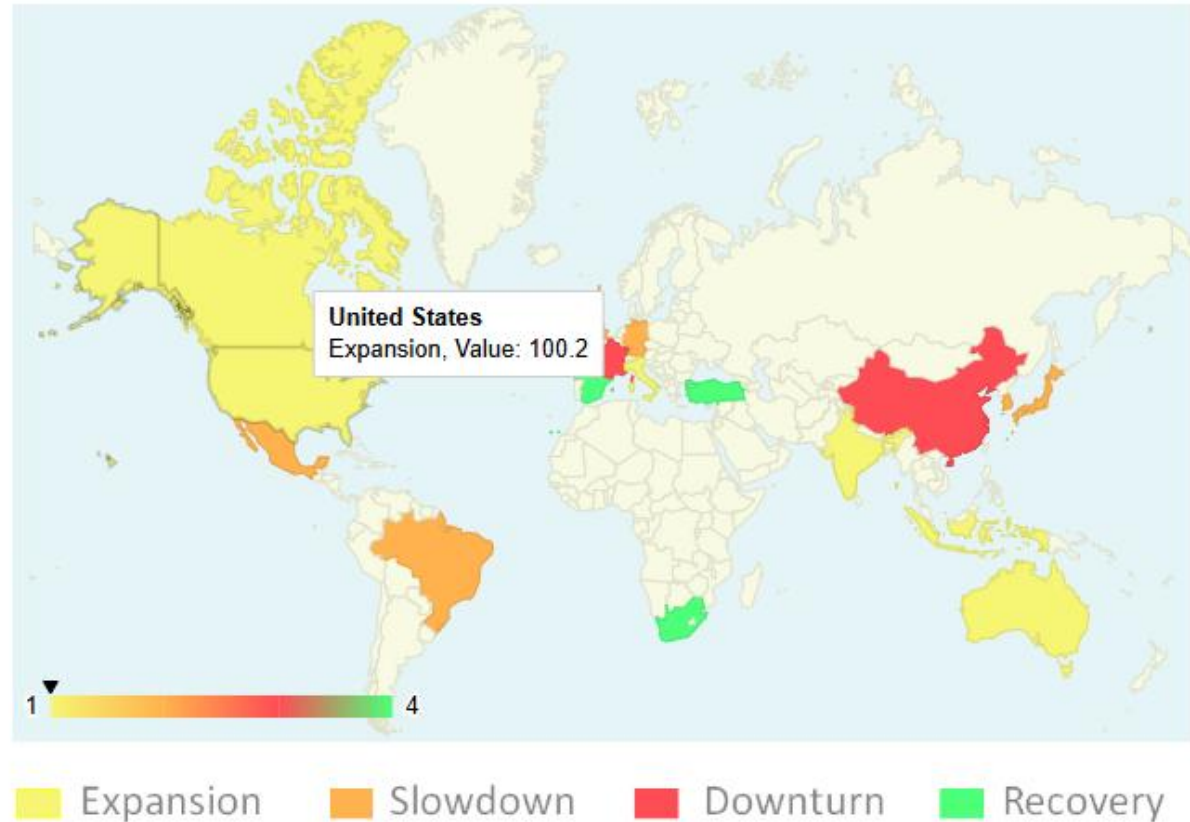 United States
Expansion, Value: 100.2
1 4
Expansion Slowdown Downturn Recovery